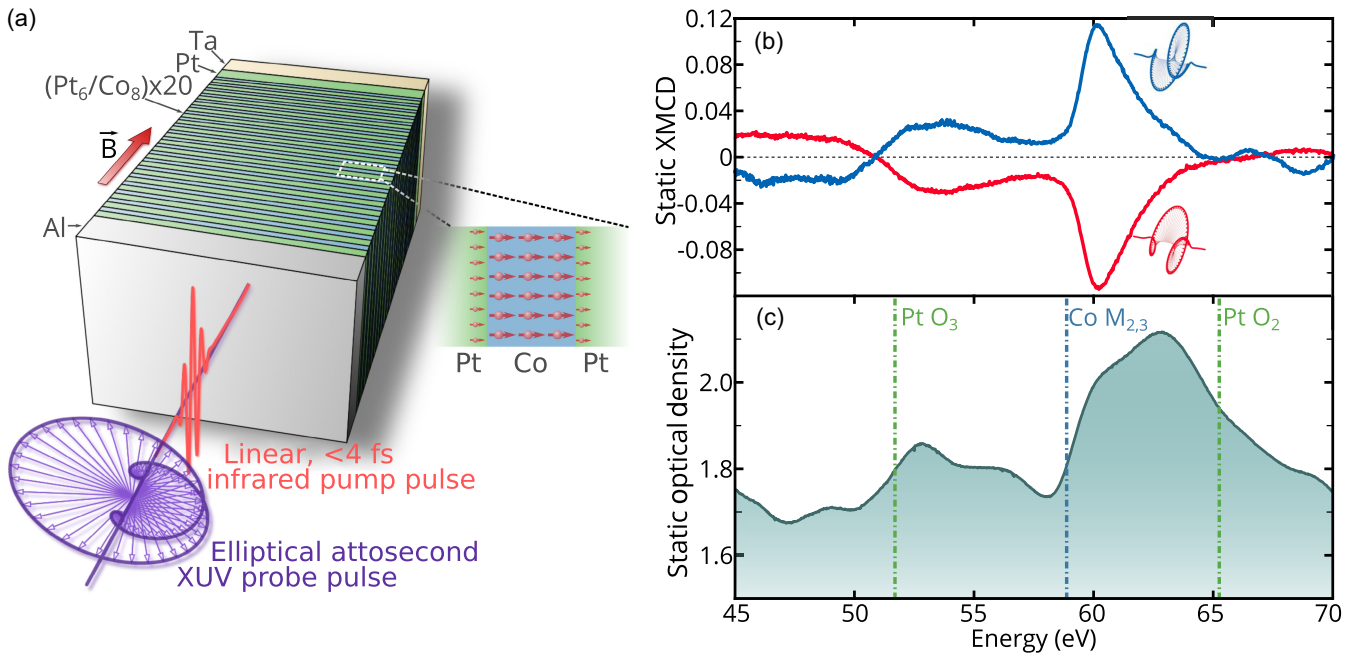 (a)
Ta
Pt
(Pt₆/Co₈)x20
B⃗
Al
Pt Co Pt
Linear, <4 fs
infrared pump pulse
Elliptical attosecond
XUV probe pulse
(b)
Static XMCD
0.12
0.08
0.04
0
-0.04
-0.08
(c)
Pt O₃
Co M₂,₃
Pt O₂
Static optical density
2.0
1.8
1.6
45 50 55 60 65 70
Energy (eV)